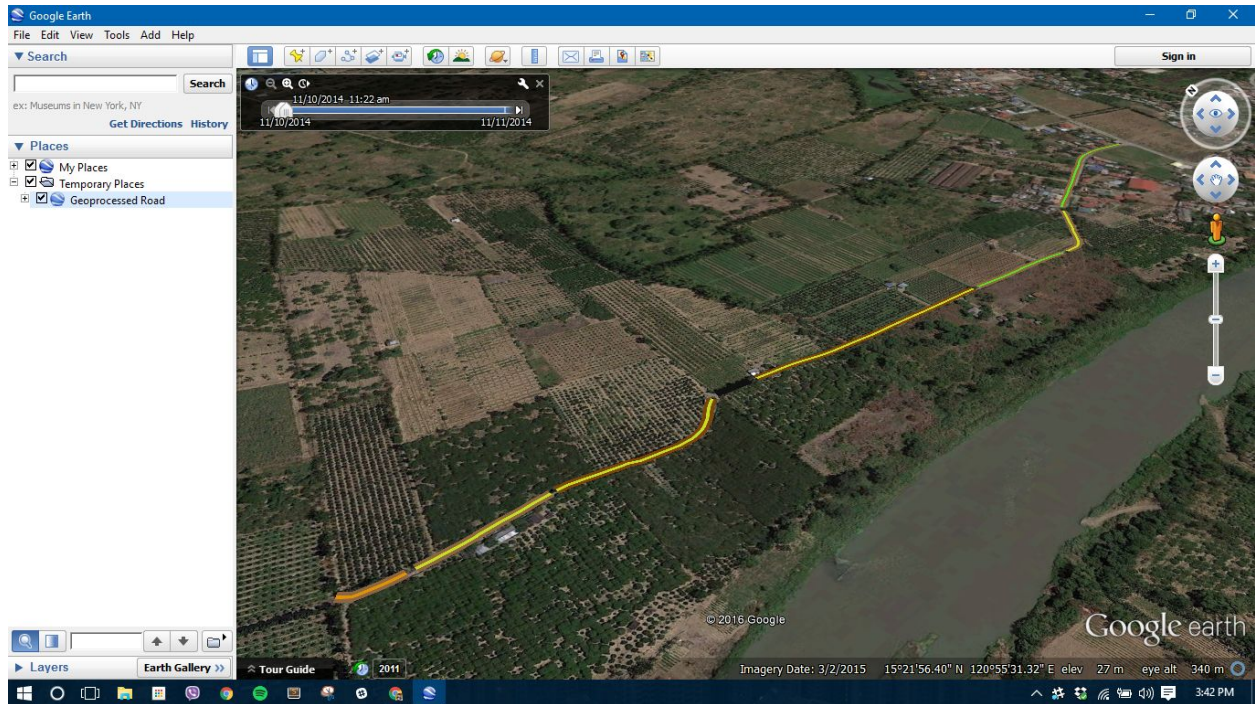 Google Earth
File Edit View Tools Add Help
Search
Sign in
Search
ex: Museums in New York, NY
Get Directions History
11/10/2014 11:22 am
11/10/2014 11/11/2014
Places
My Places
Temporary Places
Geoprocessed Road
© 2016 Google
Google earth
Layers Earth Gallery >>
Tour Guide 2011 Imagery Date: 3/2/2015 15°21'56.40" N 120°55'31.32" E elev 27 m eye alt 340 m
3:42 PM